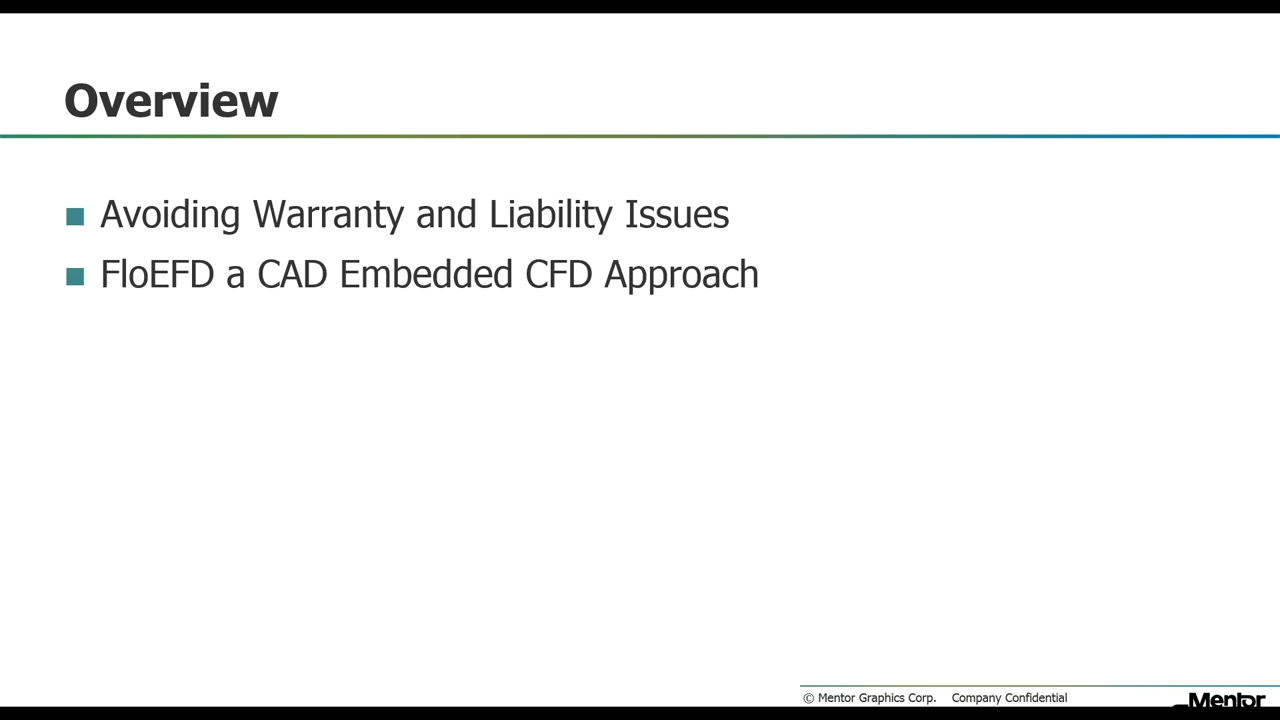 Overview
Avoiding Warranty and Liability Issues
FloEFD a CAD Embedded CFD Approach
© Mentor Graphics Corp. Company Confidential
Mentor